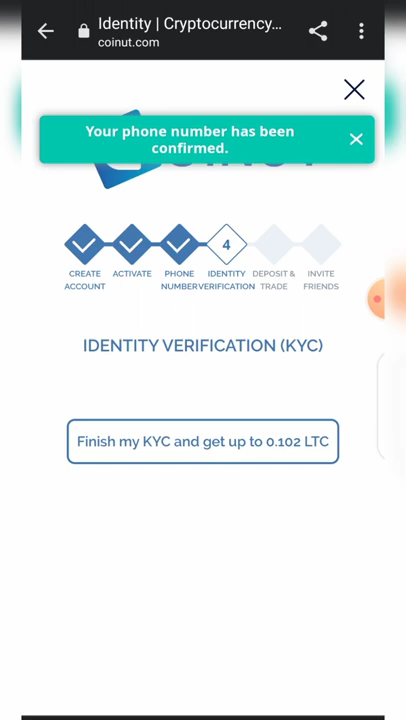 Identity | Cryptocurrency...
coinut.com
Your phone number has been
confirmed.
4
CREATE
ACCOUNT
ACTIVATE
PHONE
NUMBER
IDENTITY
VERIFICATION
DEPOSIT &
TRADE
INVITE
FRIENDS
IDENTITY VERIFICATION (KYC)
Finish my KYC and get up to 0.102 LTC